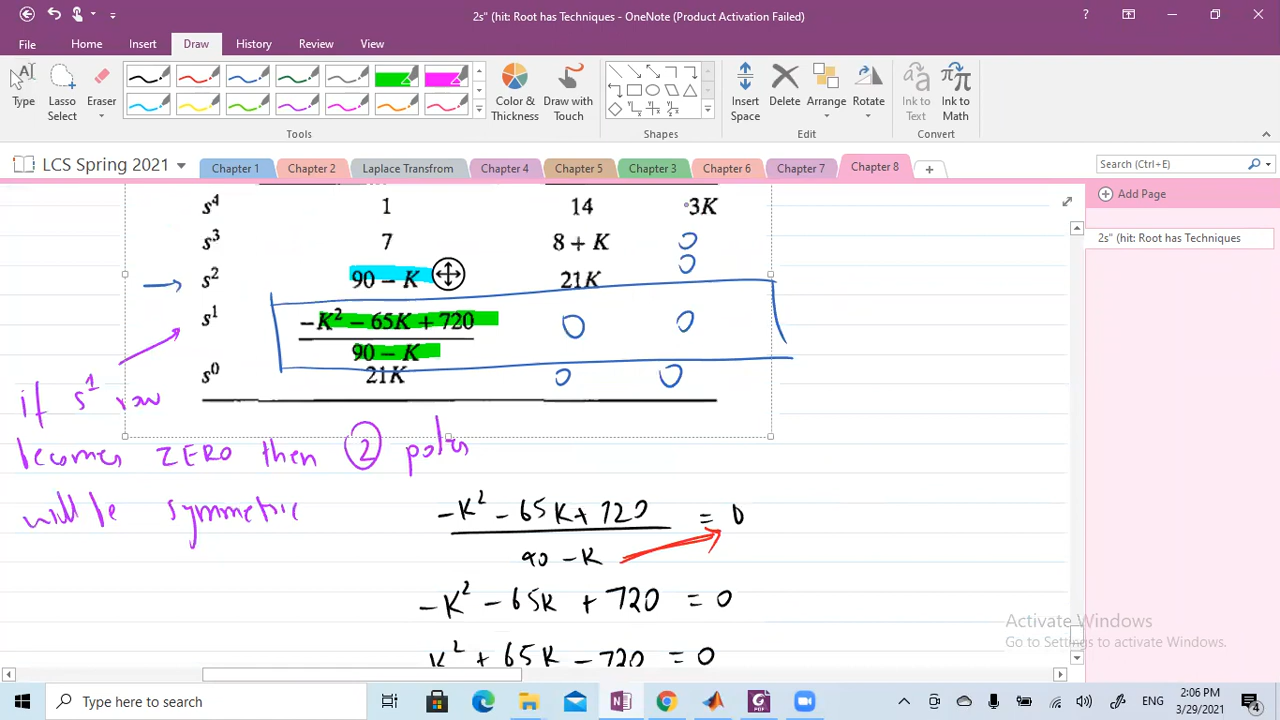 2s" (hit: Root has Techniques - OneNote (Product Activation Failed)
File Home Insert Draw History Review View
Type Lasso Select Eraser Color & Thickness Draw with Touch Insert Space Delete Arrange Rotate Ink to Text Ink to Math
Tools Shapes Edit Convert
LCS Spring 2021 Chapter 1 Chapter 2 Laplace Transfrom Chapter 4 Chapter 5 Chapter 3 Chapter 6 Chapter 7 Chapter 8 Search (Ctrl+E)
Add Page
2s" (hit: Root has Techniques
s⁴ 1 14 3K
s³ 7 8 + K 0
0
s² 90 − K 21K
s¹ −K² − 65K + 720 0 0
90 − K
s⁰ 21K 0 0
if s¹ row
becomes ZERO then 2 poles
will be symmetric
−K² − 65K + 720 = 0
90 − K
−K² − 65K + 720 = 0
K² + 65K − 720 = 0
Activate Windows
Go to Settings to activate Windows.
Type here to search
ENG
2:06 PM
3/29/2021
4